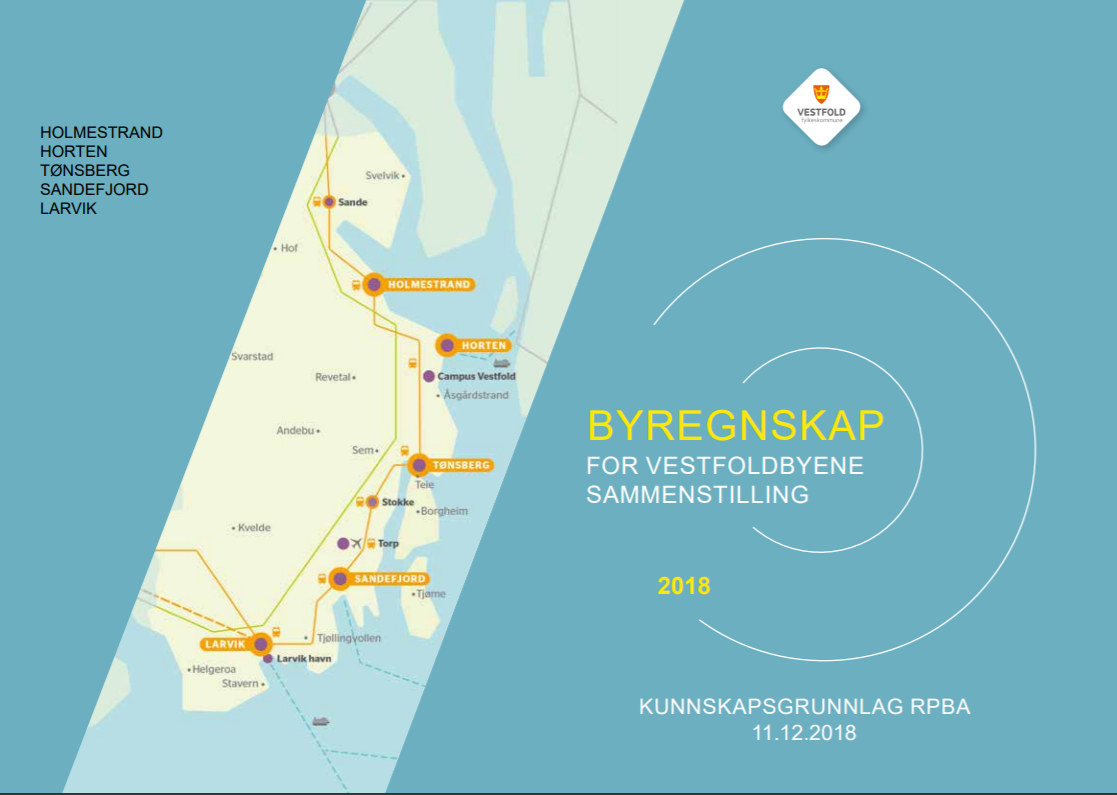 HOLMESTRAND
HORTEN
TØNSBERG
SANDEFJORD
LARVIK
Svelvik
Sande
Hof
HOLMESTRAND
HORTEN
Svarstad
Revetal
Campus Vestfold
Åsgårdstrand
Andebu
Sem
TØNSBERG
Teie
Stokke
Borgheim
Kvelde
Torp
SANDEFJORD
Tjøme
LARVIK
Tjøllingvollen
Larvik havn
Helgeroa
Stavern
VESTFOLD
fylkeskommune
BYREGNSKAP
FOR VESTFOLDBYENE
SAMMENSTILLING
2018
KUNNSKAPSGRUNNLAG RPBA
11.12.2018